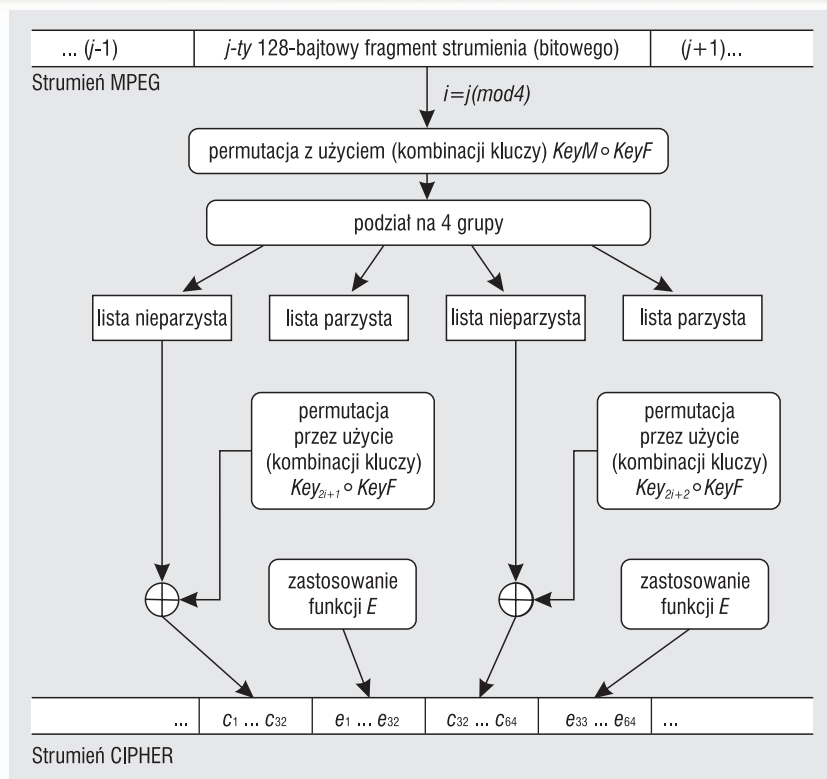 ... (j-1)
j-ty 128-bajtowy fragment strumienia (bitowego)
(j+1)...
Strumień MPEG
i=j(mod4)
permutacja z użyciem (kombinacji kluczy) KeyM ∘ KeyF
podział na 4 grupy
lista nieparzysta
lista parzysta
lista nieparzysta
lista parzysta
permutacja
przez użycie
(kombinacji kluczy)
Key2i+1 ∘ KeyF
permutacja
przez użycie
(kombinacji kluczy)
Key2i+2 ∘ KeyF
zastosowanie
funkcji E
zastosowanie
funkcji E
...
c1 ... c32
e1 ... e32
c32 ... c64
e33 ... e64
...
Strumień CIPHER